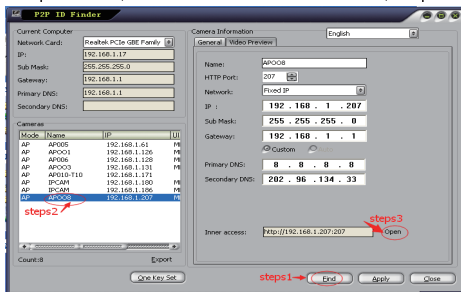 P2P ID Finder
Current Computer
Network Card: Realtek PCIe GBE Family
IP: 192.168.1.17
Sub Mask: 255.255.255.0
Gateway: 192.168.1.1
Primary DNS: 192.168.1.1
Secondary DNS:
Cameras
Mode Name IP UI
AP AP005 192.168.1.61 M
AP AP001 192.168.1.126 M
AP AP006 192.168.1.128 M
AP AP003 192.168.1.131 M
AP AP010-T10 192.168.1.171
AP IPCAM 192.168.1.180 M
AP IPCAM 192.168.1.186 M
AP APOO8 192.168.1.207 M
steps2
Count:8 Export
One Key Set
Camera Information English
General Video Preview
Name: APOO8
HTTP Port: 207
Network: Fixed IP
IP : 192 . 168 . 1 . 207
Sub Mask: 255 . 255 . 255 . 0
Gateway: 192 . 168 . 1 . 1
Custom
Primary DNS: 8 . 8 . 8 . 8
Secondary DNS: 202 . 96 . 134 . 33
steps3
Inner access: http://192.168.1.207:207 Open
steps1 Find Apply Close